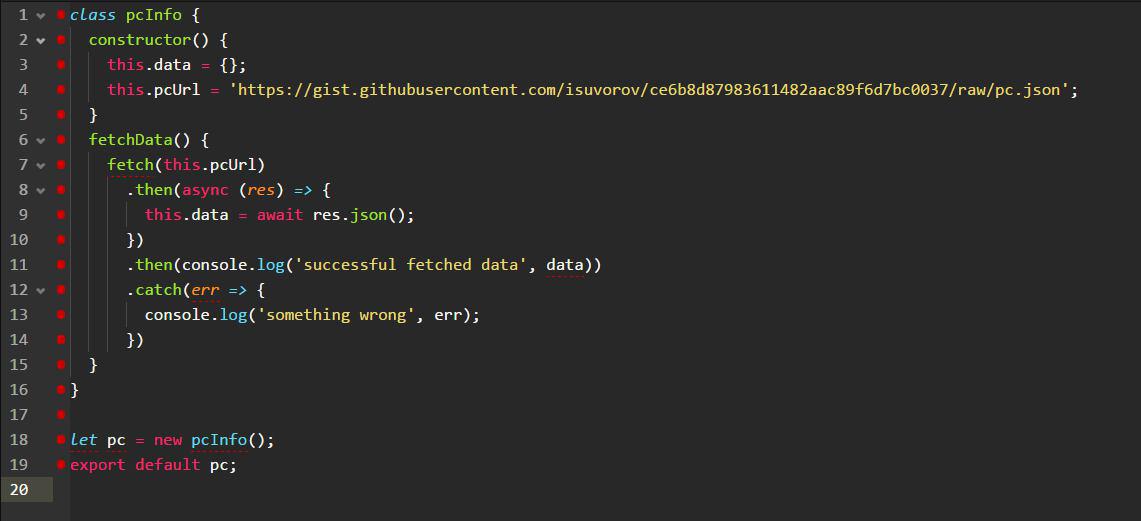 1 class pcInfo {
2   constructor() {
3     this.data = {};
4     this.pcUrl = 'https://gist.githubusercontent.com/isuvorov/ce6b8d87983611482aac89f6d7bc0037/raw/pc.json';
5   }
6   fetchData() {
7     fetch(this.pcUrl)
8       .then(async (res) => {
9         this.data = await res.json();
10       })
11       .then(console.log('successful fetched data', data))
12       .catch(err => {
13         console.log('something wrong', err);
14       })
15   }
16 }
17
18 let pc = new pcInfo();
19 export default pc;
20